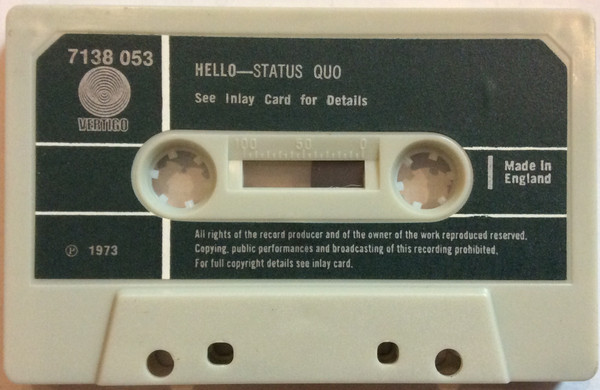 7138 053
VERTIGO
HELLO—STATUS QUO
See Inlay Card for Details
100 50 0
Made in
England
Ⓟ 1973
All rights of the record producer and of the owner of the work reproduced reserved.
Copying, public performances and broadcasting of this recording prohibited.
For full copyright details see inlay card.